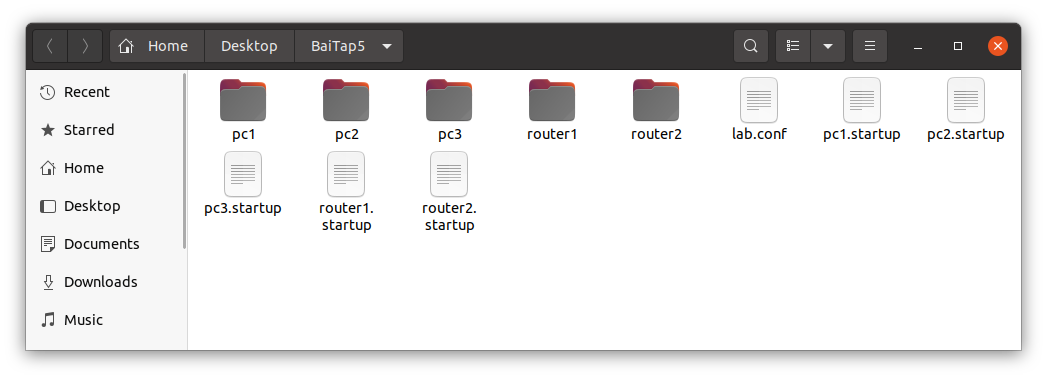 Home Desktop BaiTap5
Recent
Starred
Home
Desktop
Documents
Downloads
Music
pc1 pc2 pc3 router1 router2 lab.conf pc1.startup pc2.startup
pc3.startup router1. router2.
startup startup